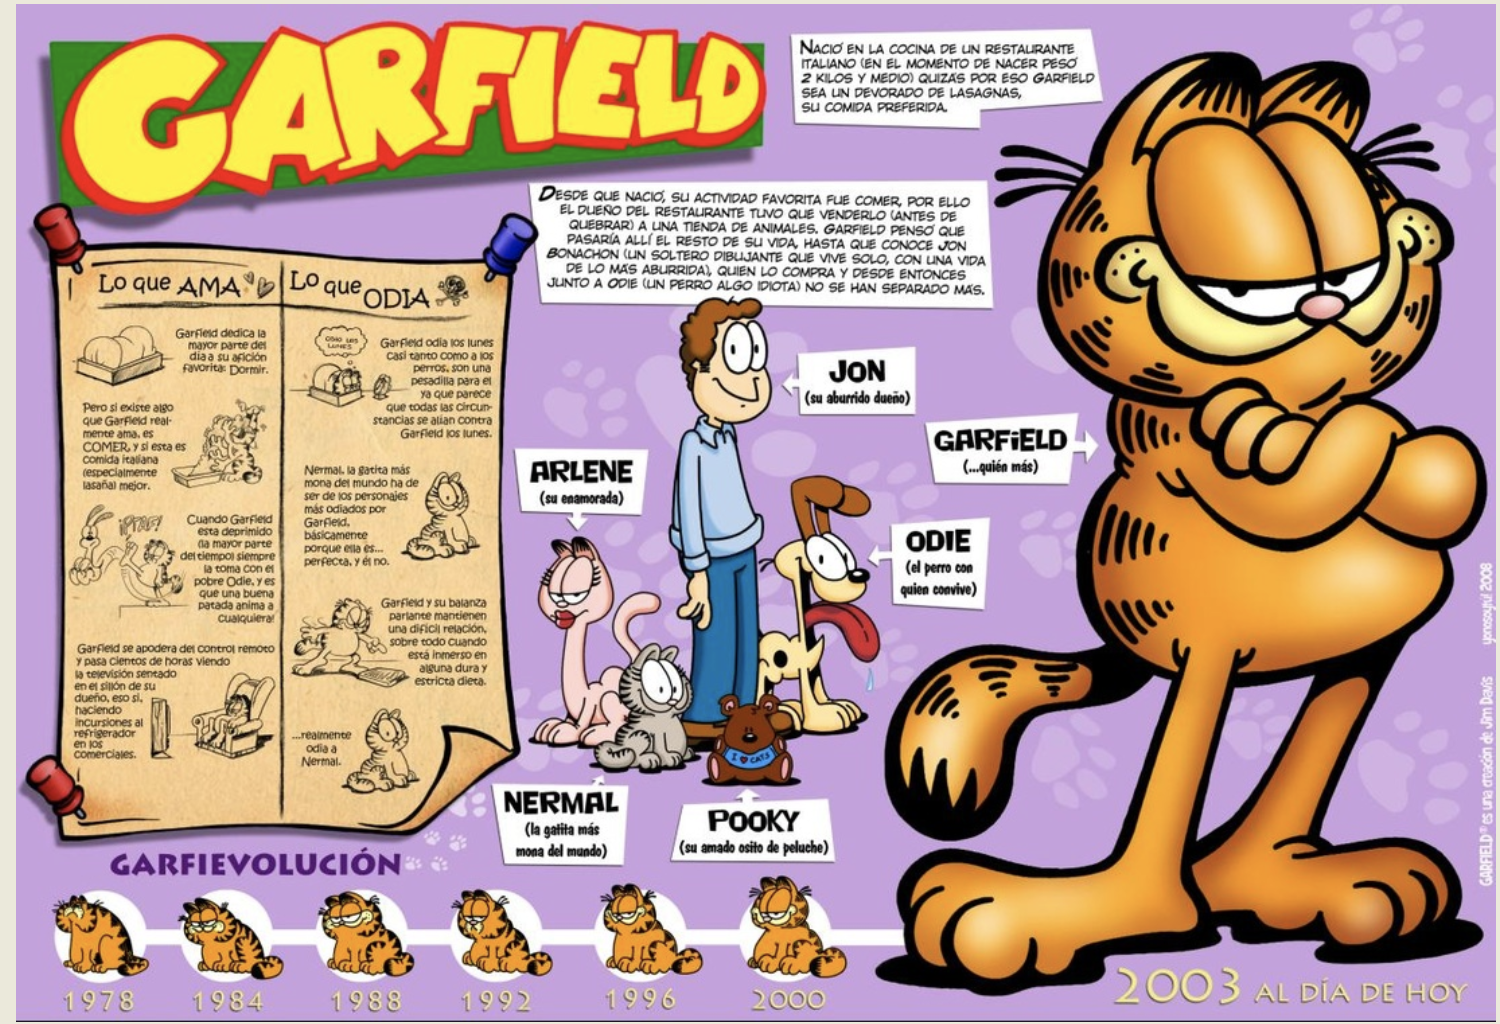 GARFIELD
NACIÓ EN LA COCINA DE UN RESTAURANTE
ITALIANO (EN EL MOMENTO DE NACER PESÓ
2 KILOS Y MEDIO) QUIZÁS POR ESO GARFIELD
SEA UN DEVORADO DE LASAGNAS,
SU COMIDA PREFERIDA.
DESDE QUE NACIÓ, SU ACTIVIDAD FAVORITA FUE COMER, POR ELLO
EL DUEÑO DEL RESTAURANTE TUVO QUE VENDERLO (ANTES DE
QUEBRAR) A UNA TIENDA DE ANIMALES. GARFIELD PENSÓ QUE
PASARÍA ALLÍ EL RESTO DE SU VIDA, HASTA QUE CONOCE JON
BONACHON (UN SOLTERO DIBUJANTE QUE VIVE SOLO, CON UNA VIDA
DE LO MÁS ABURRIDA), QUIEN LO COMPRA Y DESDE ENTONCES
JUNTO A ODIE (UN PERRO ALGO IDIOTA) NO SE HAN SEPARADO MÁS.
Lo que AMA
Garfield dedica la
mayor parte del
día a su afición
favorita: Dormir.
Pero si existe algo
que Garfield real-
mente ama, es
COMER, y si esta es
comida italiana
(especialmente
lasaña) mejor.
¡PTAF!
Cuando Garfield
esta deprimido
(la mayor parte
del tiempo) siempre
la toma con el
pobre Odie, y es
que una buena
patada anima a
cualquiera!
Garfield se apodera del control remoto
y pasa cientos de horas viendo
la televisión sentado
en el sillón de su
dueño, eso si,
haciendo
incursiones al
refrigerador
en los
comerciales.
Lo que ODIA
ODIO LOS
LUNES
Garfield odia los lunes
casi tanto como a los
perros, son una
pesadilla para el
ya que parece
que todas las circun-
stancias se alían contra
Garfield los lunes.
Nermal, la gatita más
mona del mundo ha de
ser de los personajes
más odiados por
Garfield,
básicamente
porque ella es...
perfecta, y él no.
Garfield y su balanza
parlante mantienen
una difícil relación,
sobre todo cuando
está inmerso en
alguna dura y
estricta dieta.
...realmente
odia a
Nermal.
JON
(su aburrido dueño)
GARFiELD
(...quién más)
ARLENE
(su enamorada)
ODIE
(el perro con
quien convive)
I ♥ CATS
NERMAL
(la gatita más
mona del mundo)
POOKY
(su amado osito de peluche)
GARFIEVOLUCIÓN
1978
1984
1988
1992
1996
2000
2003 AL DÍA DE HOY
GARFIELD® es una creación de Jim Davis yonosoyful 2008